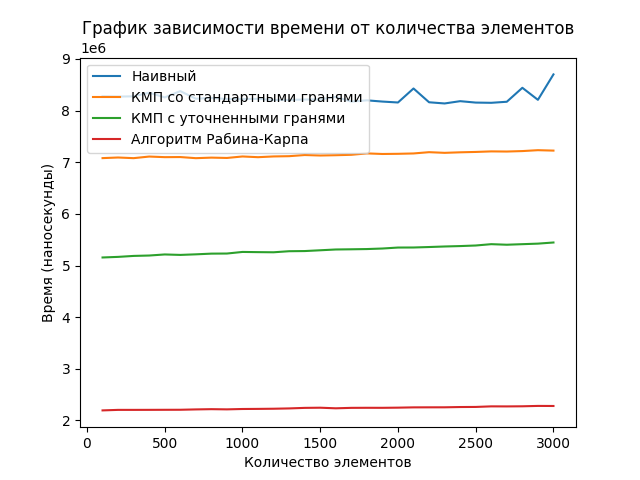 График зависимости времени от количества элементов
1e6
9
8
7
6
5
4
3
2
Время (наносекунды)
Наивный
КМП со стандартными гранями
КМП с уточненными гранями
Алгоритм Рабина-Карпа
0 500 1000 1500 2000 2500 3000
Количество элементов